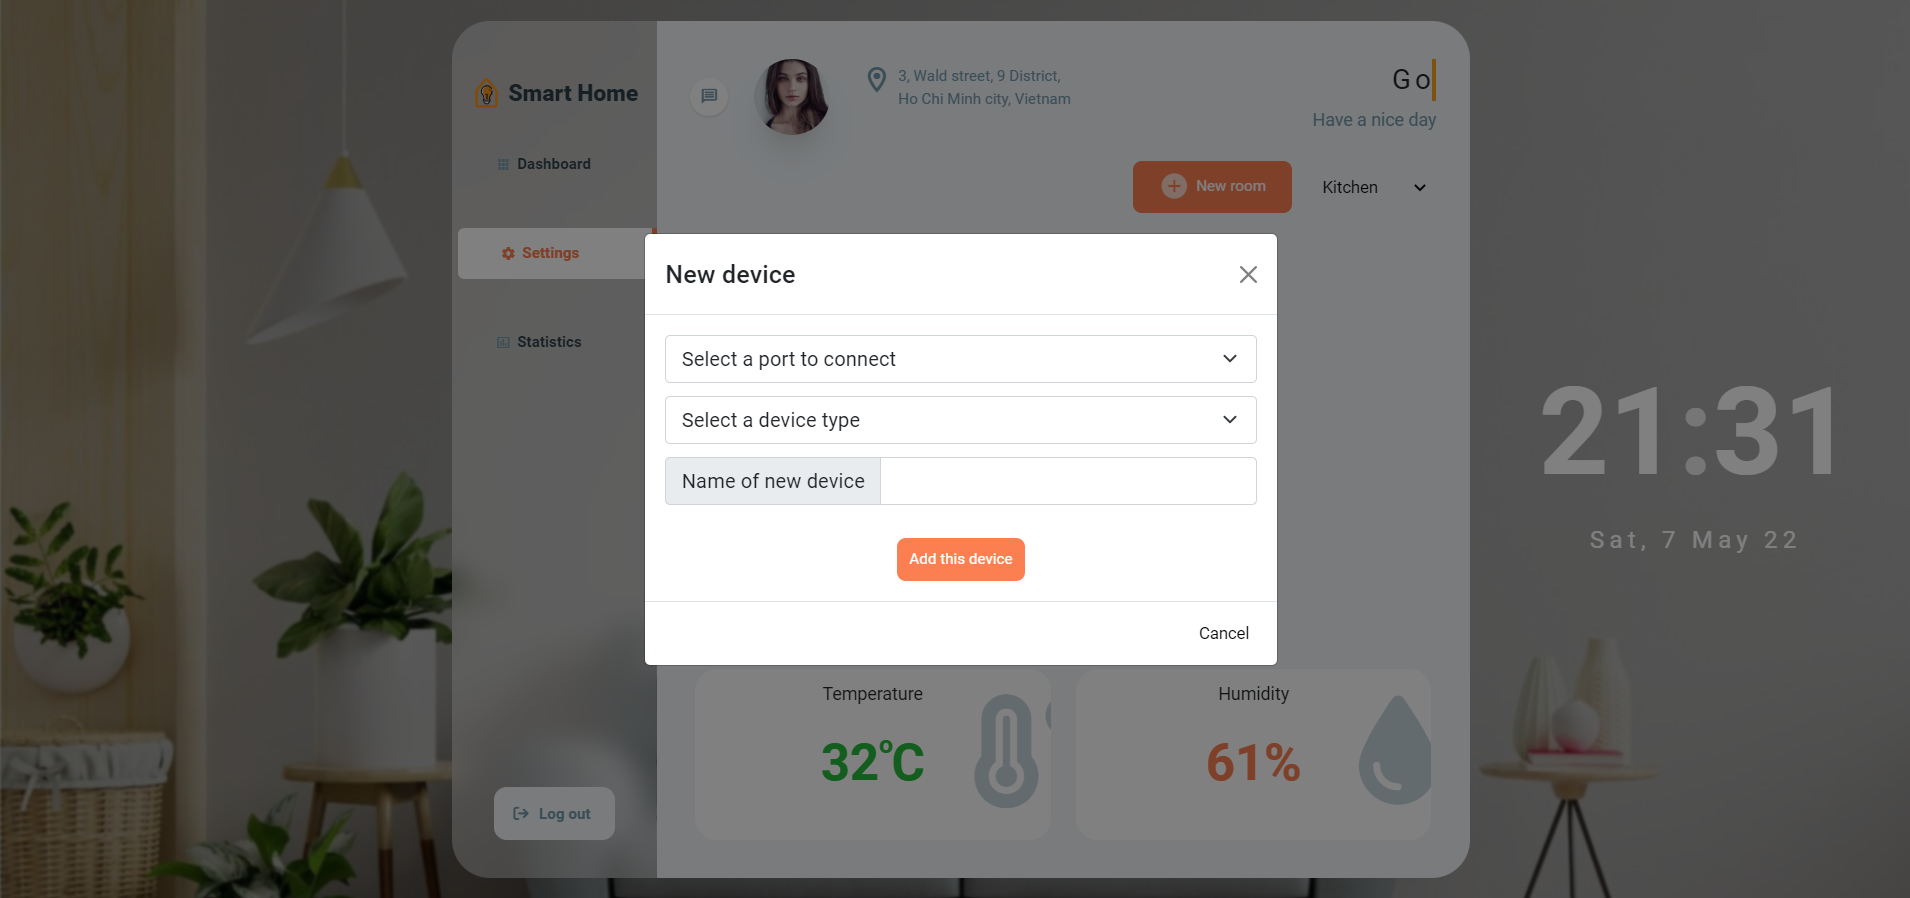 Smart Home
Dashboard
Settings
Statistics
Log out
3, Wald street, 9 District,
Ho Chi Minh city, Vietnam
Go
Have a nice day
New room
Kitchen
New device
Select a port to connect
Select a device type
Name of new device
Add this device
Cancel
Temperature
32°C
Humidity
61%
21:31
Sat, 7 May 22